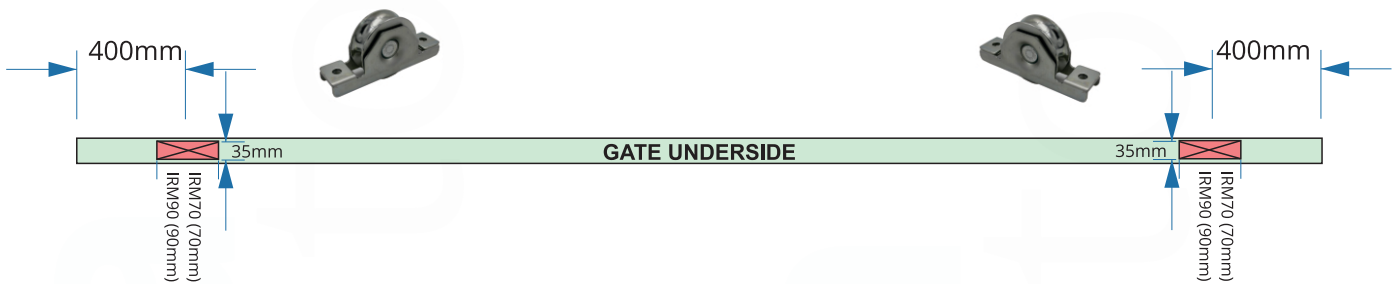 400mm
400mm
35mm
GATE UNDERSIDE
35mm
IRM70 (70mm)
IRM90 (90mm)
IRM70 (70mm)
IRM90 (90mm)